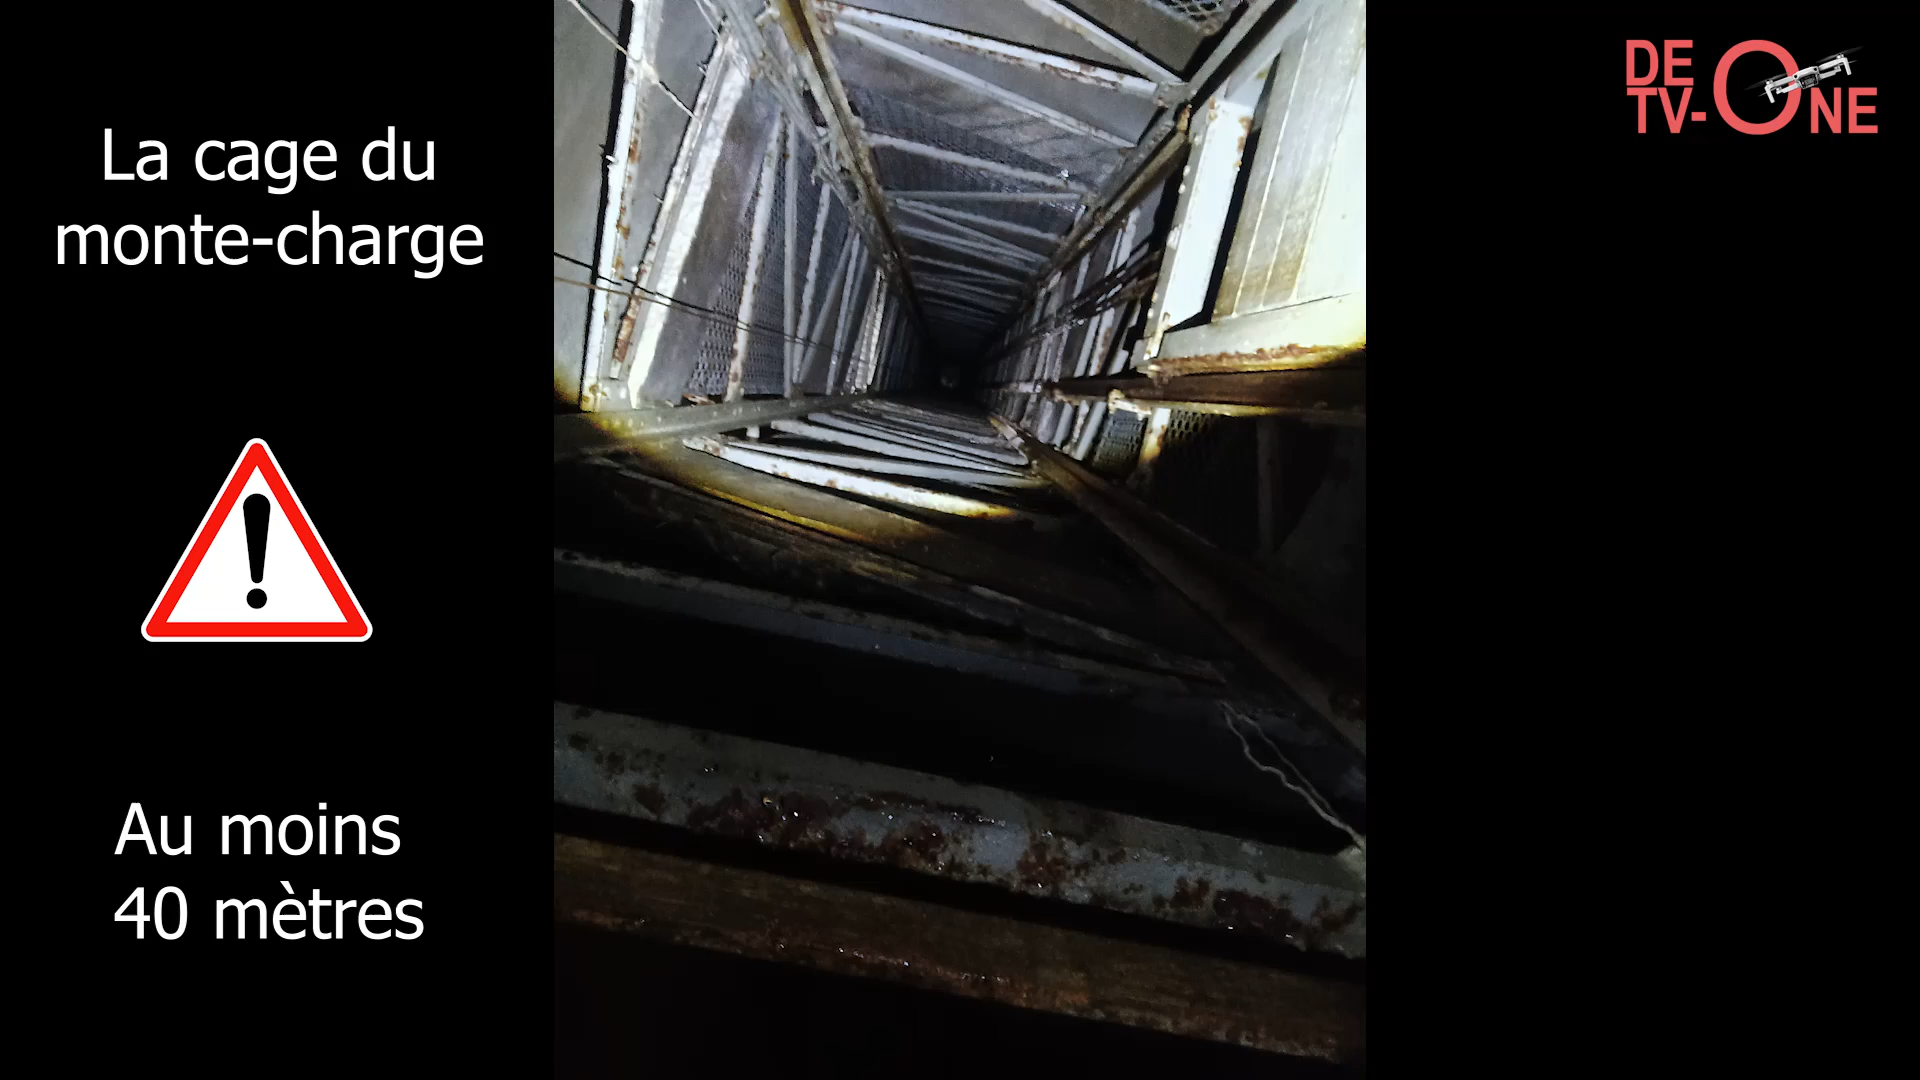 La cage du
monte-charge
Au moins
40 mètres
DE
TV-ONE